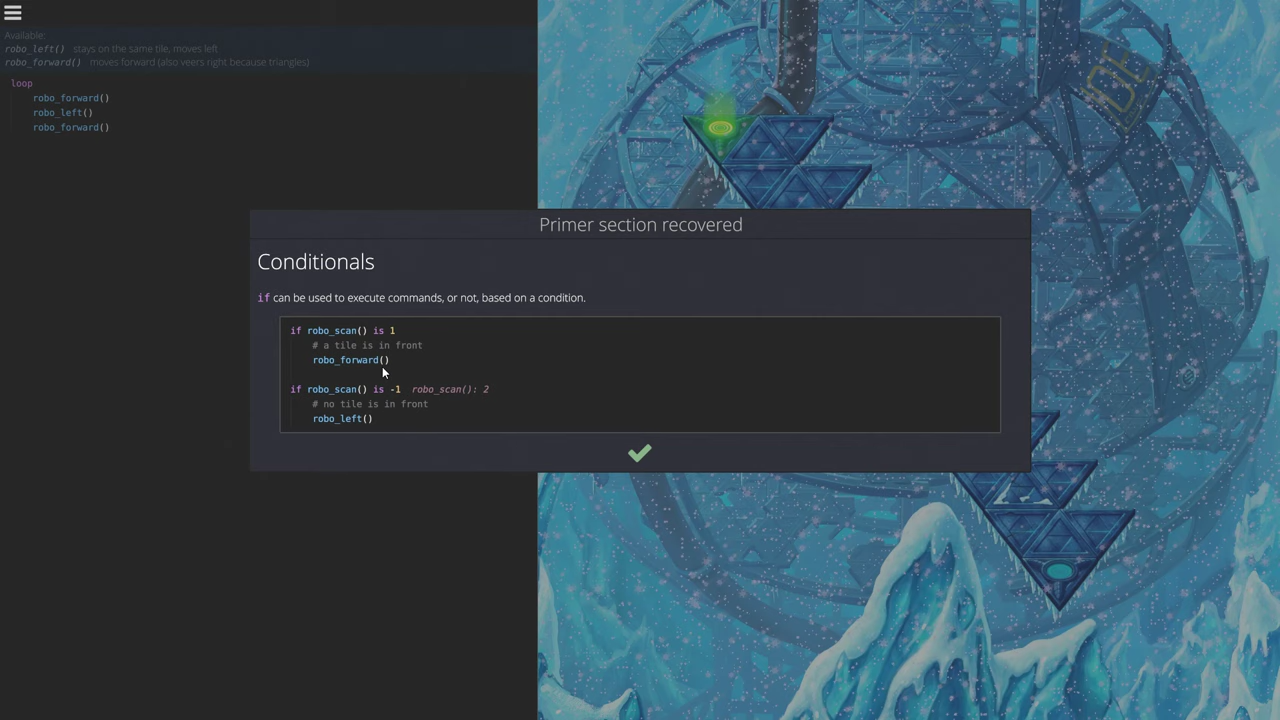 Available:
robo_left() stays on the same tile, moves left
robo_forward() moves forward (also veers right because triangles)
loop
robo_forward()
robo_left()
robo_forward()
Primer section recovered
Conditionals
if can be used to execute commands, or not, based on a condition.
if robo_scan() is 1
# a tile is in front
robo_forward()
if robo_scan() is -1 robo_scan(): 2
# no tile is in front
robo_left()